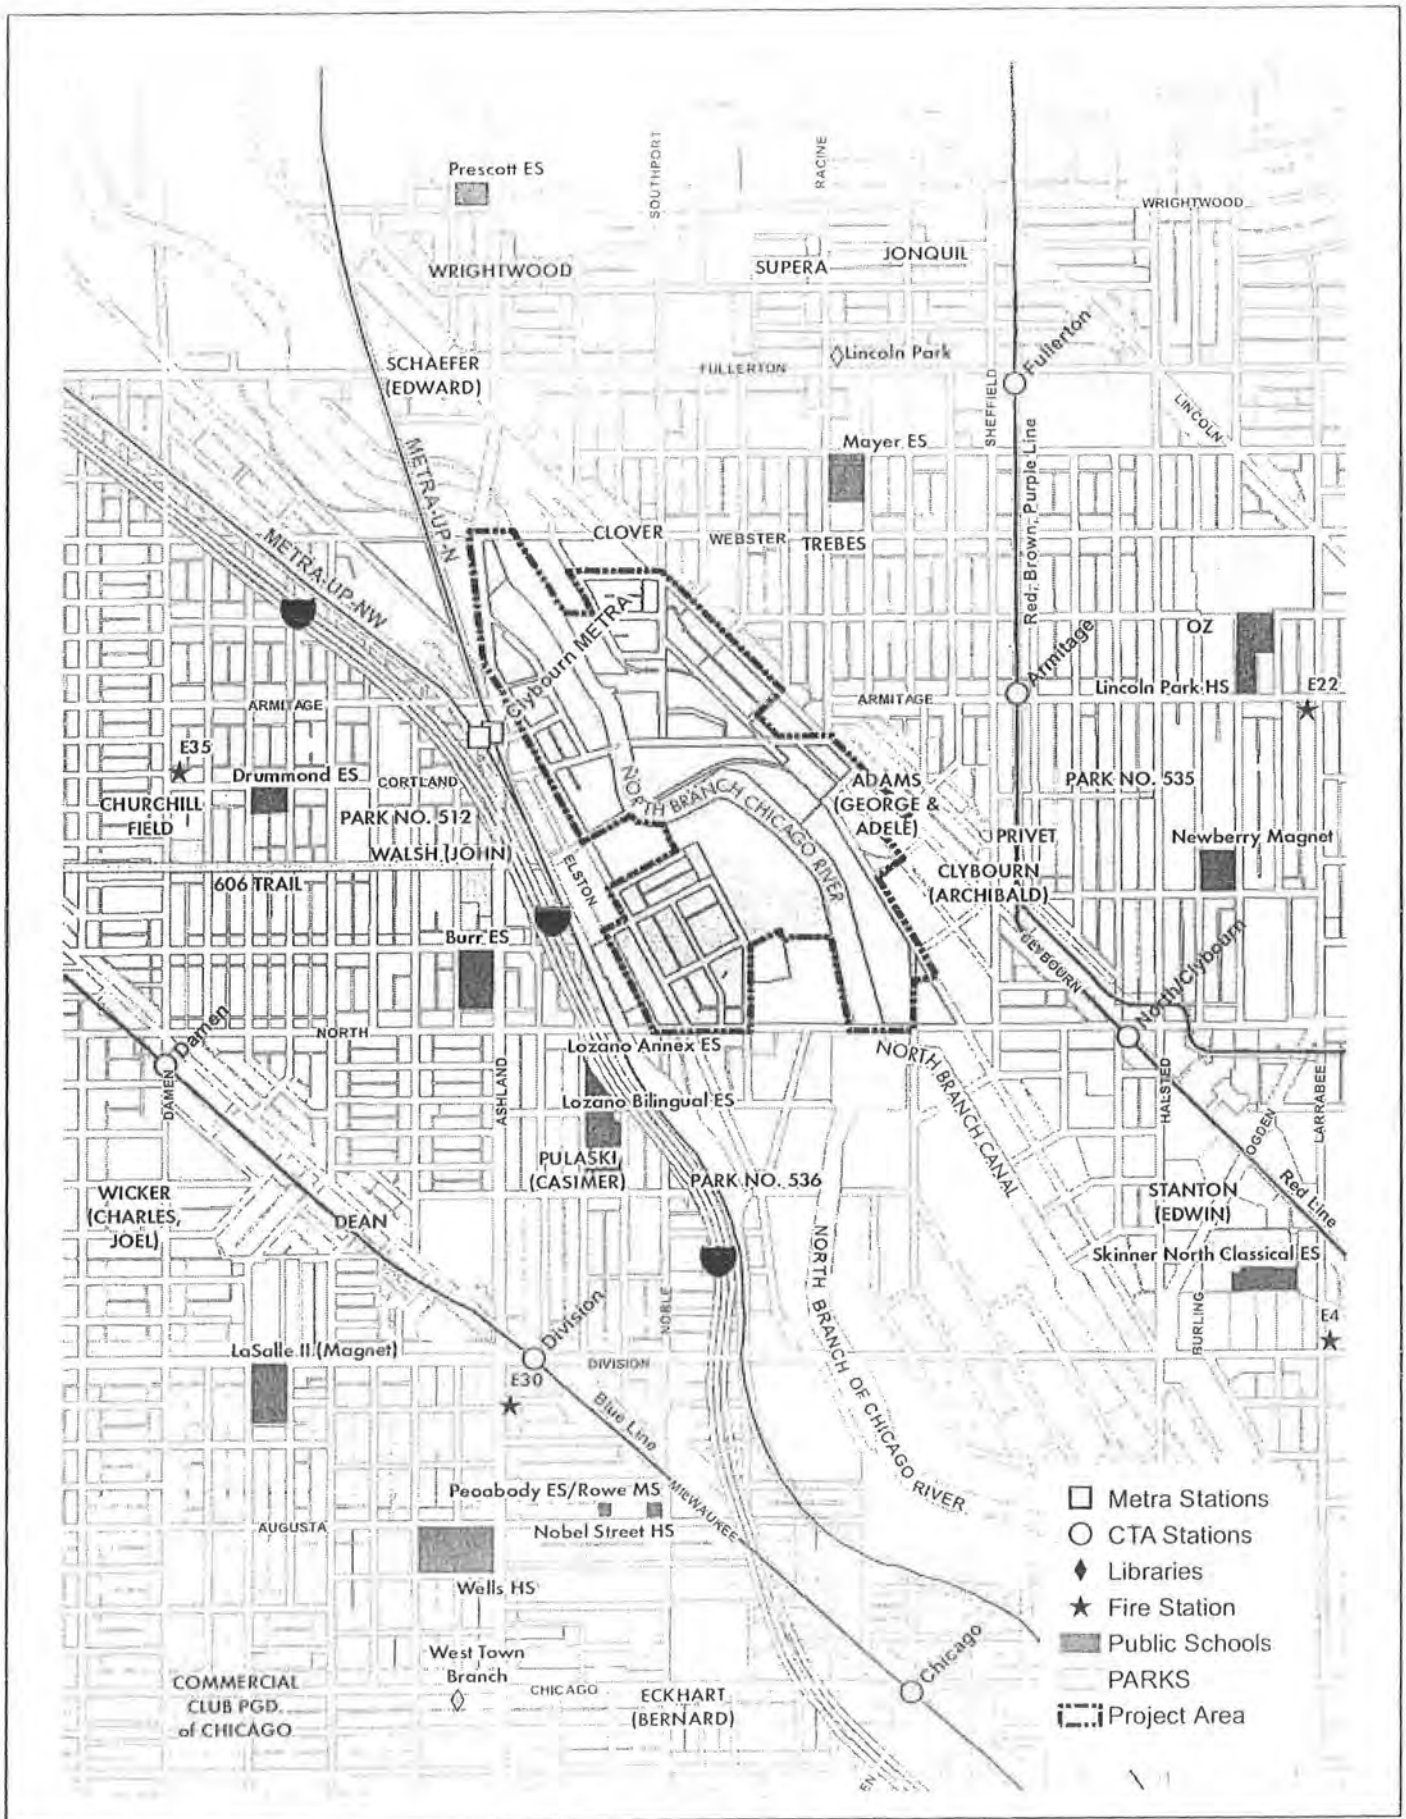 Prescott ES
SOUTHPORT
RACINE
WRIGHTWOOD
WRIGHTWOOD
SUPERA
JONQUIL
SCHAEFER
(EDWARD)
FULLERTON
Lincoln Park
Fullerton
SHEFFIELD
LINCOLN
METRA-UP-N
Mayer ES
Red, Brown, Purple Line
CLOVER
WEBSTER
TREBES
METRA-UP-NW
Clybourn METRA
OZ
Armitage
ARMITAGE
ARMITAGE
Lincoln Park HS
E22
E35
Drummond ES
CORTLAND
CHURCHILL
FIELD
PARK NO. 512
WALSH (JOHN)
NORTH BRANCH CHICAGO RIVER
ADAMS
(GEORGE &
ADELE)
PARK NO. 535
PRIVET
Newberry Magnet
CLYBOURN
(ARCHIBALD)
606 TRAIL
ELSTON
Burr ES
CLYBOURN
North/Clybourn
Damen
NORTH
Lozano Annex ES
NORTH BRANCH CANAL
DAMEN
ASHLAND
Lozano Bilingual ES
HALSTED
OGDEN
LARRABEE
PULASKI
(CASIMER)
PARK NO. 536
WICKER
(CHARLES,
JOEL)
DEAN
STANTON
(EDWIN)
Red Line
Skinner North Classical ES
NORTH BRANCH OF CHICAGO RIVER
NOBLE
BURLING
E4
Division
LaSalle II (Magnet)
DIVISION
E30
Blue Line
Peoabody ES/Rowe MS
MILWAUKEE
AUGUSTA
Nobel Street HS
Wells HS
West Town
Branch
CHICAGO
Chicago
COMMERCIAL
CLUB PGD.
of CHICAGO
ECKHART
(BERNARD)
EN
Metra Stations
CTA Stations
Libraries
Fire Station
Public Schools
PARKS
Project Area